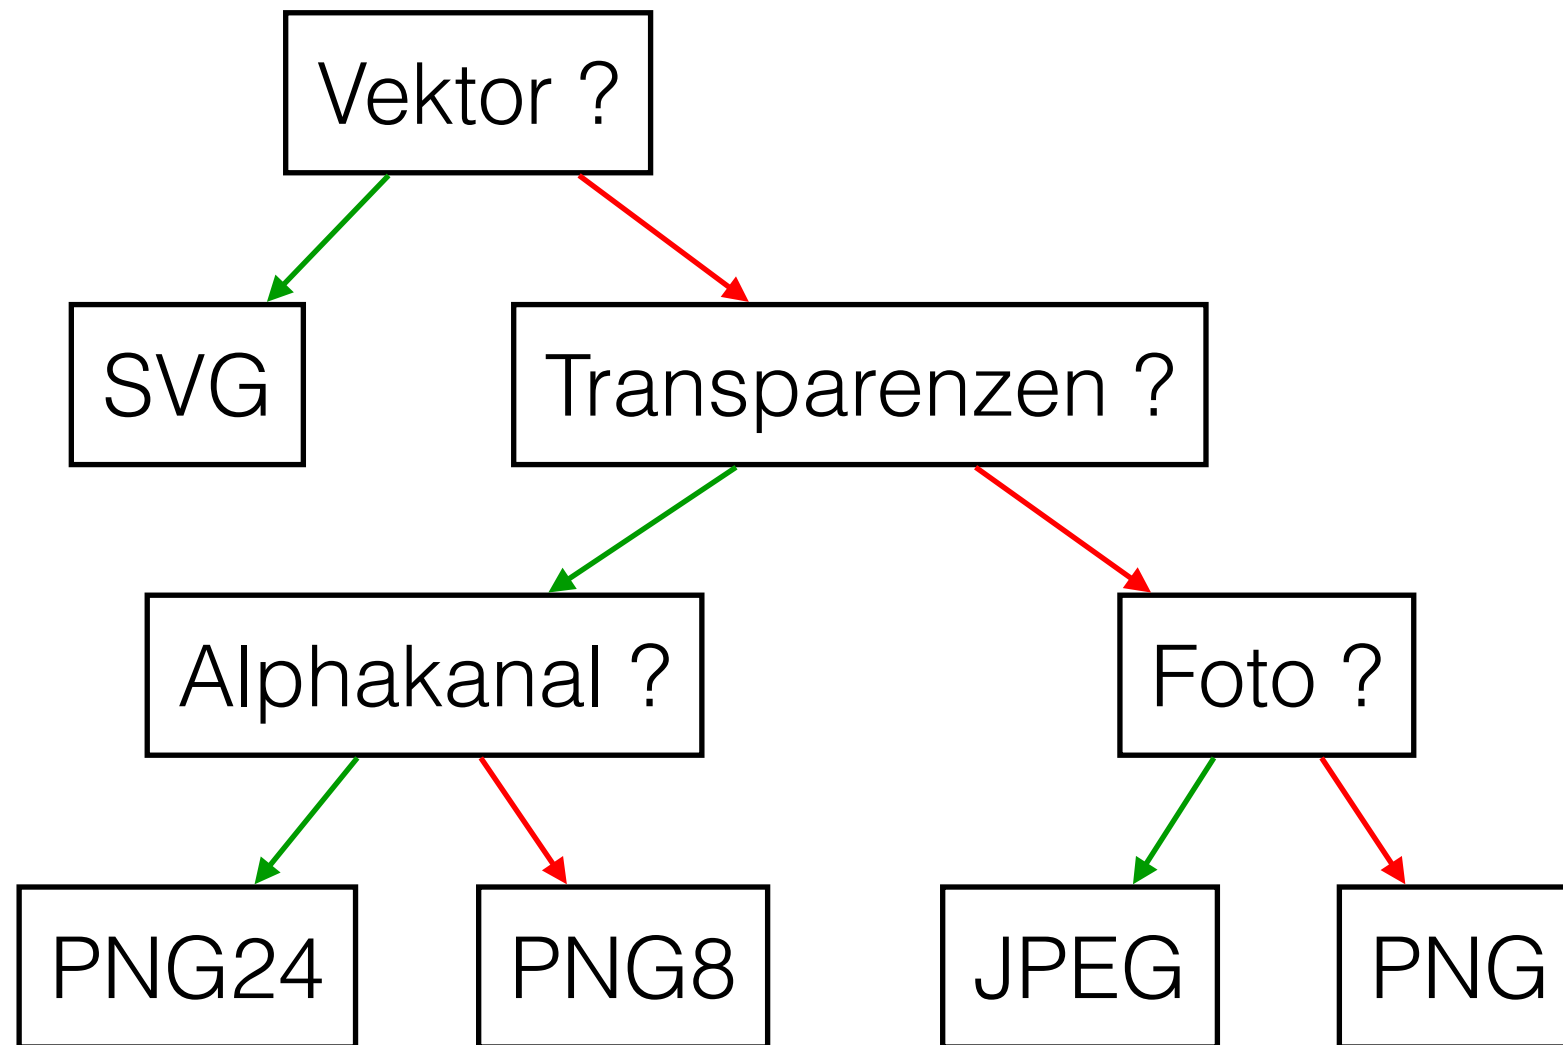 Vektor ?
SVG
Transparenzen ?
Alphakanal ?
Foto ?
PNG24
PNG8
JPEG
PNG